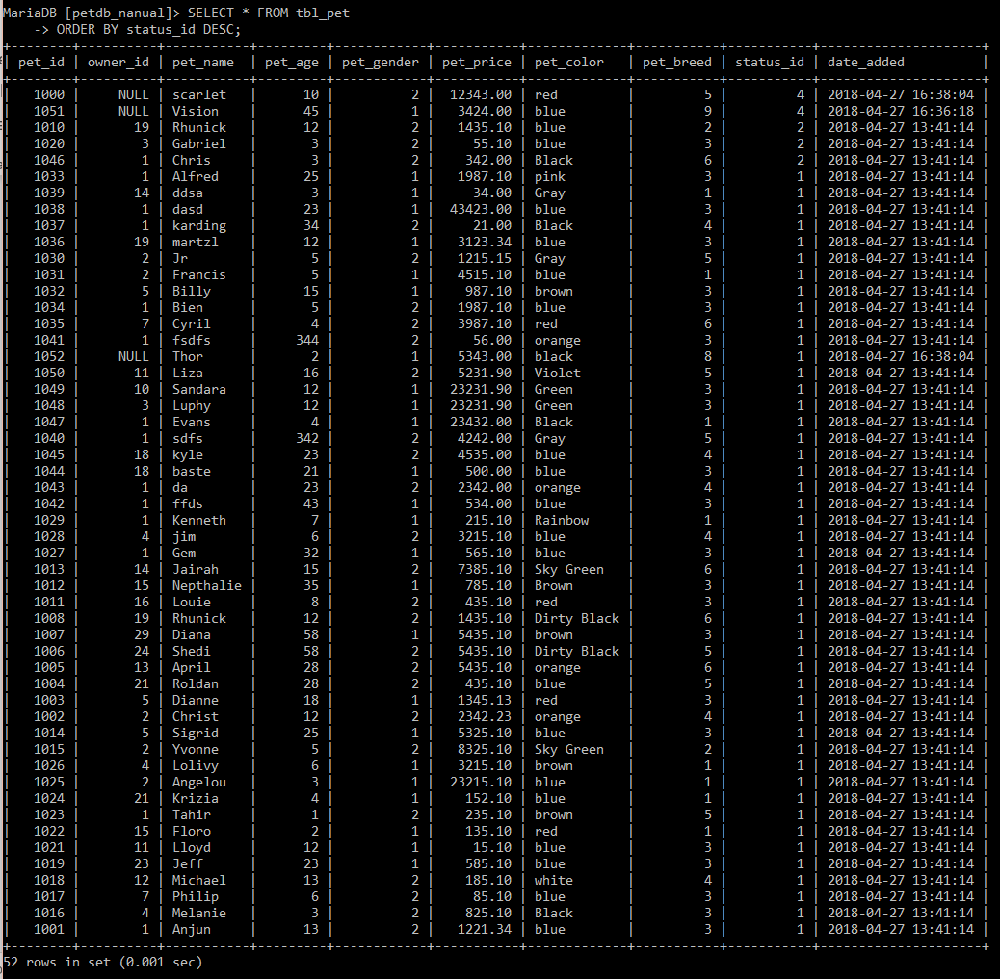 MariaDB [petdb_nanual]> SELECT * FROM tbl_pet
    -> ORDER BY status_id DESC;
+--------+----------+-----------+---------+------------+-----------+-------------+-----------+-----------+---------------------+
| pet_id | owner_id | pet_name  | pet_age | pet_gender | pet_price | pet_color   | pet_breed | status_id | date_added          |
+--------+----------+-----------+---------+------------+-----------+-------------+-----------+-----------+---------------------+
|   1000 |     NULL | scarlet   |      10 |          2 |  12343.00 | red         |         5 |         4 | 2018-04-27 16:38:04 |
|   1051 |     NULL | Vision    |      45 |          1 |   3424.00 | blue        |         9 |         4 | 2018-04-27 16:36:18 |
|   1010 |       19 | Rhunick   |      12 |          2 |   1435.10 | blue        |         2 |         2 | 2018-04-27 13:41:14 |
|   1020 |        3 | Gabriel   |       3 |          2 |     55.10 | blue        |         3 |         2 | 2018-04-27 13:41:14 |
|   1046 |        1 | Chris     |       3 |          2 |    342.00 | Black       |         6 |         2 | 2018-04-27 13:41:14 |
|   1033 |        1 | Alfred    |      25 |          1 |   1987.10 | pink        |         3 |         1 | 2018-04-27 13:41:14 |
|   1039 |       14 | ddsa      |       3 |          1 |     34.00 | Gray        |         1 |         1 | 2018-04-27 13:41:14 |
|   1038 |        1 | dasd      |      23 |          1 |  43423.00 | blue        |         3 |         1 | 2018-04-27 13:41:14 |
|   1037 |        1 | karding   |      34 |          2 |     21.00 | Black       |         4 |         1 | 2018-04-27 13:41:14 |
|   1036 |       19 | martzl    |      12 |          1 |   3123.34 | blue        |         3 |         1 | 2018-04-27 13:41:14 |
|   1030 |        2 | Jr        |       5 |          2 |   1215.15 | Gray        |         5 |         1 | 2018-04-27 13:41:14 |
|   1031 |        2 | Francis   |       5 |          1 |   4515.10 | blue        |         1 |         1 | 2018-04-27 13:41:14 |
|   1032 |        5 | Billy     |      15 |          1 |    987.10 | brown       |         3 |         1 | 2018-04-27 13:41:14 |
|   1034 |        1 | Bien      |       5 |          2 |   1987.10 | blue        |         3 |         1 | 2018-04-27 13:41:14 |
|   1035 |        7 | Cyril     |       4 |          2 |   3987.10 | red         |         6 |         1 | 2018-04-27 13:41:14 |
|   1041 |        1 | fsdfs     |     344 |          2 |     56.00 | orange      |         3 |         1 | 2018-04-27 13:41:14 |
|   1052 |     NULL | Thor      |       2 |          1 |   5343.00 | black       |         8 |         1 | 2018-04-27 16:38:04 |
|   1050 |       11 | Liza      |      16 |          2 |   5231.90 | Violet      |         5 |         1 | 2018-04-27 13:41:14 |
|   1049 |       10 | Sandara   |      12 |          1 |  23231.90 | Green       |         3 |         1 | 2018-04-27 13:41:14 |
|   1048 |        3 | Luphy     |      12 |          1 |  23231.90 | Green       |         3 |         1 | 2018-04-27 13:41:14 |
|   1047 |        1 | Evans     |       4 |          1 |  23432.00 | Black       |         1 |         1 | 2018-04-27 13:41:14 |
|   1040 |        1 | sdfs      |     342 |          2 |   4242.00 | Gray        |         5 |         1 | 2018-04-27 13:41:14 |
|   1045 |       18 | kyle      |      23 |          2 |   4535.00 | blue        |         4 |         1 | 2018-04-27 13:41:14 |
|   1044 |       18 | baste     |      21 |          1 |    500.00 | blue        |         3 |         1 | 2018-04-27 13:41:14 |
|   1043 |        1 | da        |      23 |          2 |   2342.00 | orange      |         4 |         1 | 2018-04-27 13:41:14 |
|   1042 |        1 | ffds      |      43 |          1 |    534.00 | blue        |         3 |         1 | 2018-04-27 13:41:14 |
|   1029 |        1 | Kenneth   |       7 |          1 |    215.10 | Rainbow     |         1 |         1 | 2018-04-27 13:41:14 |
|   1028 |        4 | jim       |       6 |          2 |   3215.10 | blue        |         4 |         1 | 2018-04-27 13:41:14 |
|   1027 |        1 | Gem       |      32 |          1 |    565.10 | blue        |         3 |         1 | 2018-04-27 13:41:14 |
|   1013 |       14 | Jairah    |      15 |          2 |   7385.10 | Sky Green   |         6 |         1 | 2018-04-27 13:41:14 |
|   1012 |       15 | Nepthalie |      35 |          1 |    785.10 | Brown       |         3 |         1 | 2018-04-27 13:41:14 |
|   1011 |       16 | Louie     |       8 |          2 |    435.10 | red         |         3 |         1 | 2018-04-27 13:41:14 |
|   1008 |       19 | Rhunick   |      12 |          2 |   1435.10 | Dirty Black |         6 |         1 | 2018-04-27 13:41:14 |
|   1007 |       29 | Diana     |      58 |          1 |   5435.10 | brown       |         3 |         1 | 2018-04-27 13:41:14 |
|   1006 |       24 | Shedi     |      58 |          2 |   5435.10 | Dirty Black |         5 |         1 | 2018-04-27 13:41:14 |
|   1005 |       13 | April     |      28 |          2 |   5435.10 | orange      |         6 |         1 | 2018-04-27 13:41:14 |
|   1004 |       21 | Roldan    |      28 |          2 |    435.10 | blue        |         5 |         1 | 2018-04-27 13:41:14 |
|   1003 |        5 | Dianne    |      18 |          1 |   1345.13 | red         |         3 |         1 | 2018-04-27 13:41:14 |
|   1002 |        2 | Christ    |      12 |          2 |   2342.23 | orange      |         4 |         1 | 2018-04-27 13:41:14 |
|   1014 |        5 | Sigrid    |      25 |          1 |   5325.10 | blue        |         3 |         1 | 2018-04-27 13:41:14 |
|   1015 |        2 | Yvonne    |       5 |          2 |   8325.10 | Sky Green   |         2 |         1 | 2018-04-27 13:41:14 |
|   1026 |        4 | Lolivy    |       6 |          1 |   3215.10 | brown       |         1 |         1 | 2018-04-27 13:41:14 |
|   1025 |        2 | Angelou   |       3 |          1 |  23215.10 | blue        |         1 |         1 | 2018-04-27 13:41:14 |
|   1024 |       21 | Krizia    |       4 |          1 |    152.10 | blue        |         1 |         1 | 2018-04-27 13:41:14 |
|   1023 |        1 | Tahir     |       1 |          2 |    235.10 | brown       |         5 |         1 | 2018-04-27 13:41:14 |
|   1022 |       15 | Floro     |       2 |          1 |    135.10 | red         |         1 |         1 | 2018-04-27 13:41:14 |
|   1021 |       11 | Lloyd     |      12 |          1 |     15.10 | blue        |         3 |         1 | 2018-04-27 13:41:14 |
|   1019 |       23 | Jeff      |      23 |          1 |    585.10 | blue        |         3 |         1 | 2018-04-27 13:41:14 |
|   1018 |       12 | Michael   |      13 |          2 |    185.10 | white       |         4 |         1 | 2018-04-27 13:41:14 |
|   1017 |        7 | Philip    |       6 |          2 |     85.10 | blue        |         3 |         1 | 2018-04-27 13:41:14 |
|   1016 |        4 | Melanie   |       3 |          2 |    825.10 | Black       |         3 |         1 | 2018-04-27 13:41:14 |
|   1001 |        1 | Anjun     |      13 |          2 |   1221.34 | blue        |         3 |         1 | 2018-04-27 13:41:14 |
+--------+----------+-----------+---------+------------+-----------+-------------+-----------+-----------+---------------------+
52 rows in set (0.001 sec)